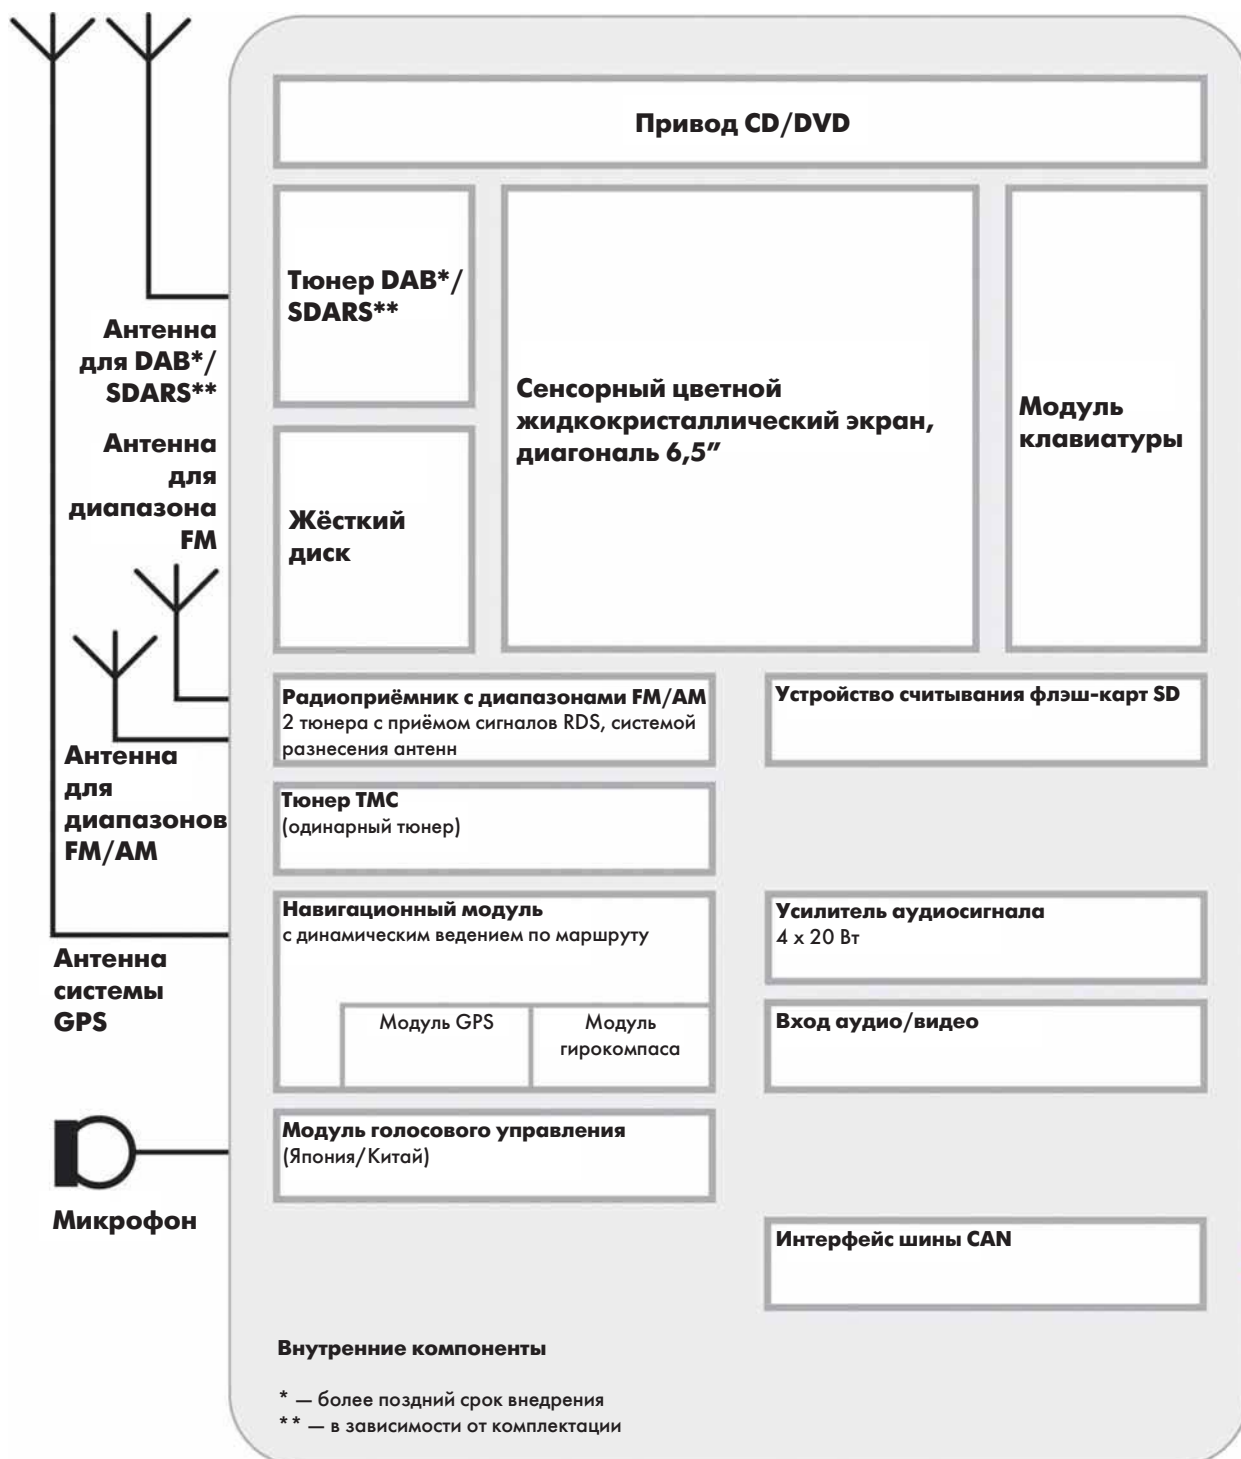 Привод CD/DVD
Тюнер DAB*/
SDARS**
Сенсорный цветной
жидкокристаллический экран,
диагональ 6,5”
Модуль
клавиатуры
Жёсткий
диск
Антенна
для DAB*/
SDARS**
Антенна
для
диапазона
FM
Антенна
для
диапазонов
FM/AM
Антенна
системы
GPS
Микрофон
Радиоприёмник с диапазонами FM/AM
2 тюнера с приёмом сигналов RDS, системой
разнесения антенн
Устройство считывания флэш-карт SD
Тюнер TMC
(одинарный тюнер)
Навигационный модуль
с динамическим ведением по маршруту
Модуль GPS
Модуль
гирокомпаса
Усилитель аудиосигнала
4 x 20 Вт
Вход аудио/видео
Модуль голосового управления
(Япония/Китай)
Интерфейс шины CAN
Внутренние компоненты
* — более поздний срок внедрения
** — в зависимости от комплектации